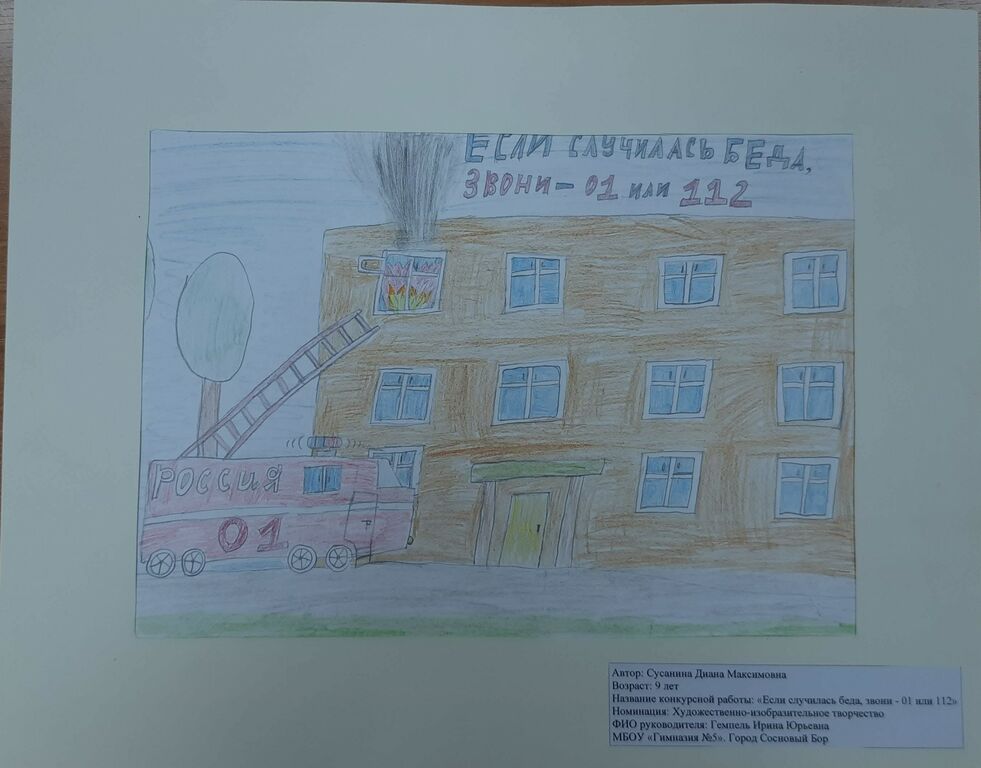 ЕСЛИ СЛУЧИЛАСЬ БЕДА,
ЗВОНИ - 01 ИЛИ 112
РОССИЯ
01
Автор: Сусанина Диана Максимовна
Возраст: 9 лет
Название конкурсной работы: «Если случилась беда, звони - 01 или 112»
Номинация: Художественно-изобразительное творчество
ФИО руководителя: Гемпель Ирина Юрьевна
МБОУ «Гимназия №5». Город Сосновый Бор